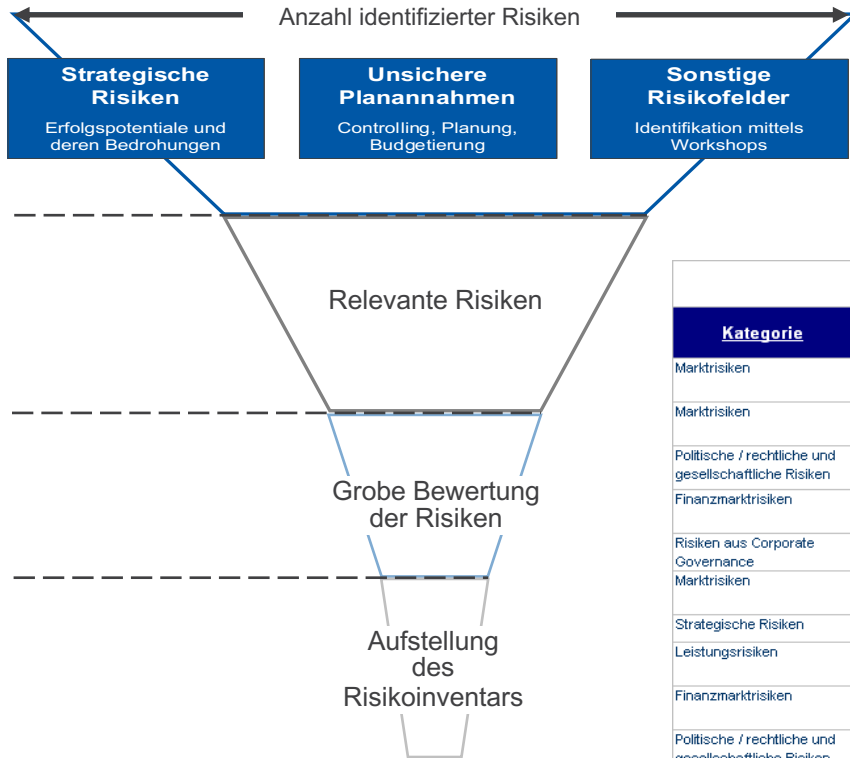 Anzahl identifizierter Risiken
Strategische
Risiken
Erfolgspotentiale und
deren Bedrohungen
Unsichere
Planannahmen
Controlling, Planung,
Budgetierung
Sonstige
Risikofelder
Identifikation mittels
Workshops
Relevante Risiken
Grobe Bewertung
der Risiken
Aufstellung
des
Risikoinventars
Kategorie
Marktrisiken
Marktrisiken
Politische / rechtliche und
gesellschaftliche Risiken
Finanzmarktrisiken
Risiken aus Corporate
Governance
Marktrisiken
Strategische Risiken
Leistungsrisiken
Finanzmarktrisiken
Politische / rechtliche und
gesellschaftliche Risiken